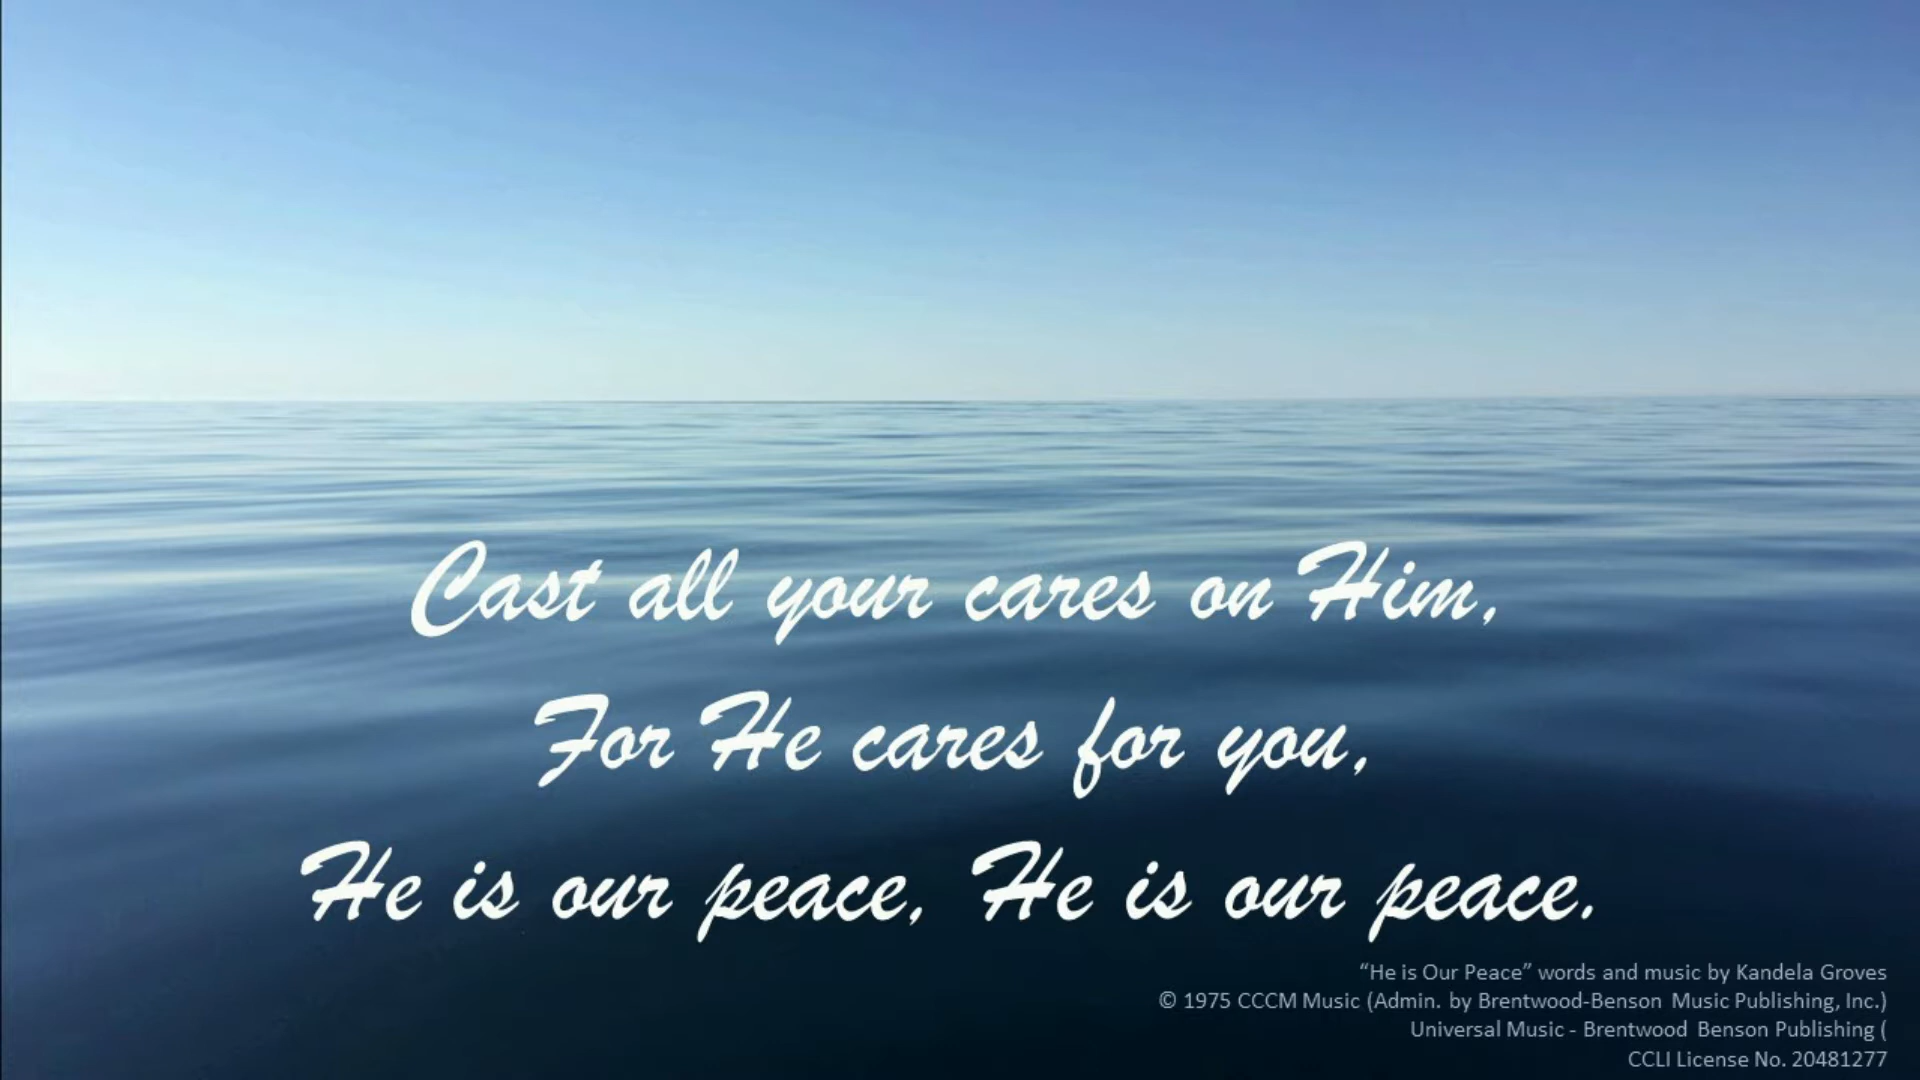 Cast all your cares on Him,
For He cares for you,
He is our peace, He is our peace.
“He is Our Peace” words and music by Kandela Groves
© 1975 CCCM Music (Admin. by Brentwood-Benson Music Publishing, Inc.)
Universal Music - Brentwood Benson Publishing (
CCLI License No. 20481277